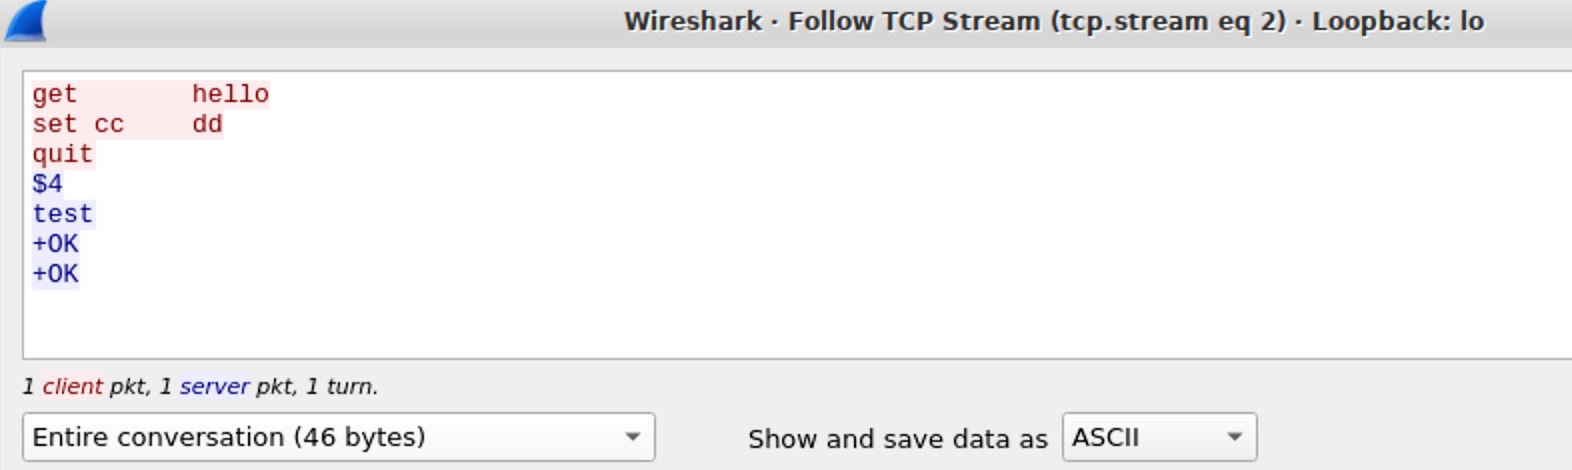 Wireshark · Follow TCP Stream (tcp.stream eq 2) · Loopback: lo
get       hello
set cc    dd
quit
$4
test
+OK
+OK
1 client pkt, 1 server pkt, 1 turn.
Entire conversation (46 bytes) Show and save data as ASCII